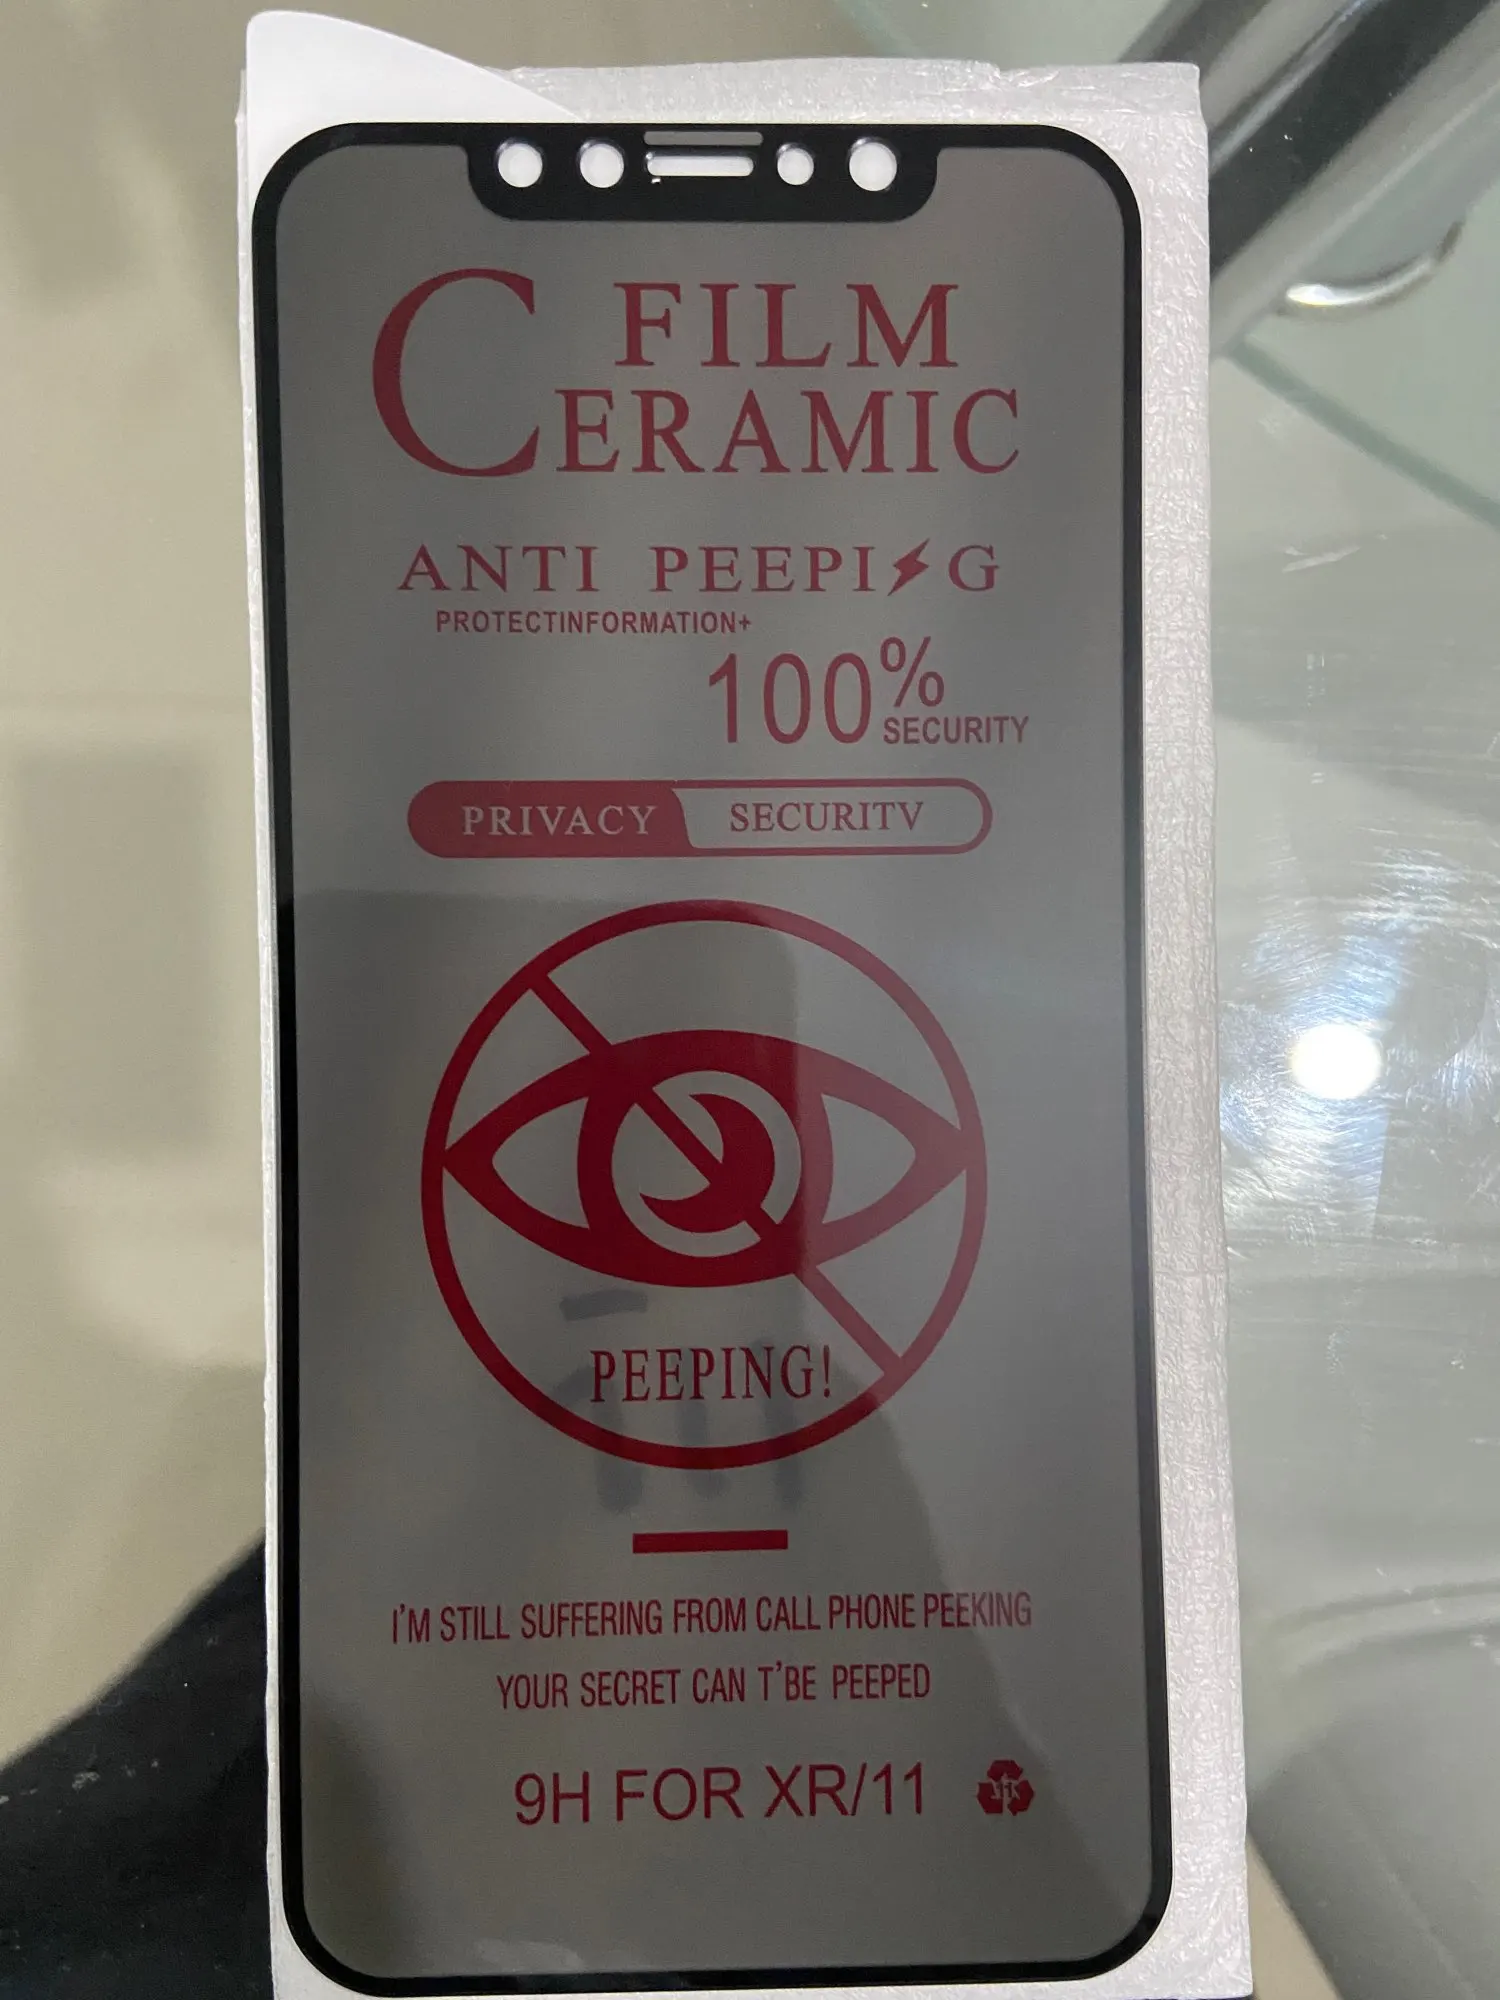 FILM
CERAMIC
ANTI PEEPI⚡G
PROTECTINFORMATION+
100%
SECURITY
PRIVACY SECURITV
PEEPING!
I'M STILL SUFFERING FROM CALL PHONE PEEKING
YOUR SECRET CAN T'BE PEEPED
9H FOR XR/11